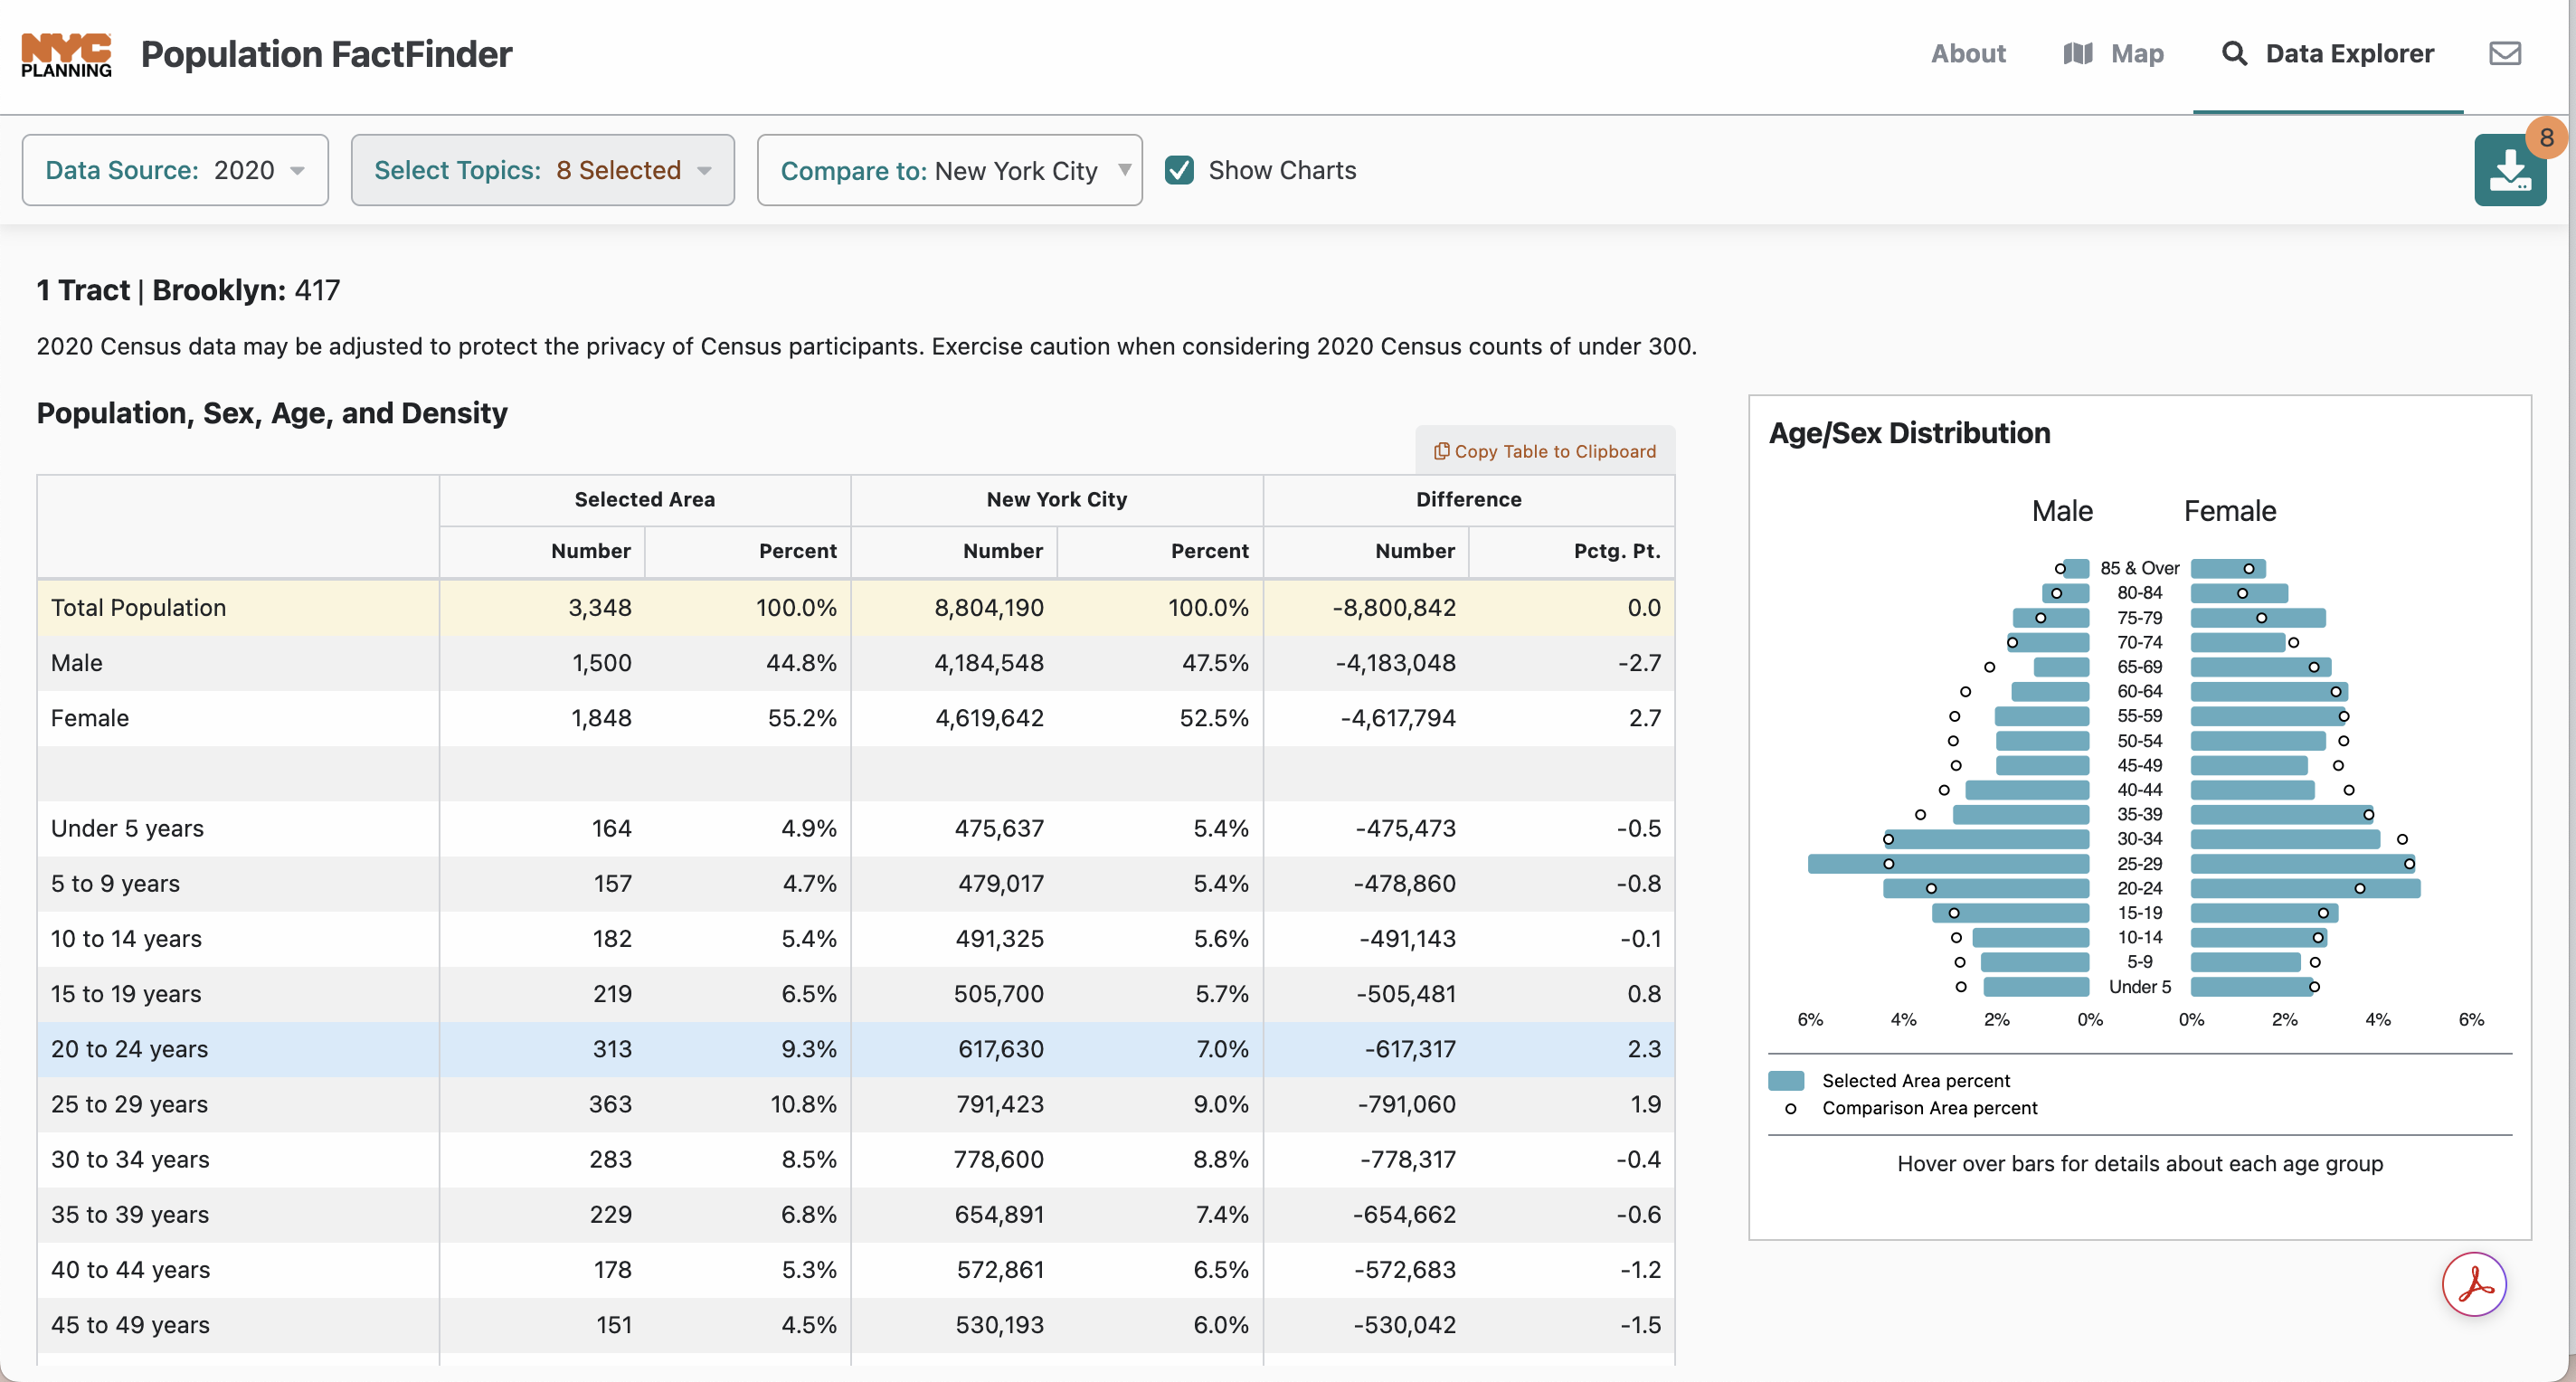 NYC
PLANNING
Population FactFinder
About
Map
Data Explorer
Data Source: 2020
Select Topics: 8 Selected
Compare to: New York City
Show Charts
8
1 Tract | Brooklyn: 417
2020 Census data may be adjusted to protect the privacy of Census participants. Exercise caution when considering 2020 Census counts of under 300.
Population, Sex, Age, and Density
Copy Table to Clipboard
Selected Area New York City Difference
Number Percent Number Percent Number Pctg. Pt.
Total Population 3,348 100.0% 8,804,190 100.0% -8,800,842 0.0
Male 1,500 44.8% 4,184,548 47.5% -4,183,048 -2.7
Female 1,848 55.2% 4,619,642 52.5% -4,617,794 2.7
Under 5 years 164 4.9% 475,637 5.4% -475,473 -0.5
5 to 9 years 157 4.7% 479,017 5.4% -478,860 -0.8
10 to 14 years 182 5.4% 491,325 5.6% -491,143 -0.1
15 to 19 years 219 6.5% 505,700 5.7% -505,481 0.8
20 to 24 years 313 9.3% 617,630 7.0% -617,317 2.3
25 to 29 years 363 10.8% 791,423 9.0% -791,060 1.9
30 to 34 years 283 8.5% 778,600 8.8% -778,317 -0.4
35 to 39 years 229 6.8% 654,891 7.4% -654,662 -0.6
40 to 44 years 178 5.3% 572,861 6.5% -572,683 -1.2
45 to 49 years 151 4.5% 530,193 6.0% -530,042 -1.5
Age/Sex Distribution
Male Female
85 & Over
80-84
75-79
70-74
65-69
60-64
55-59
50-54
45-49
40-44
35-39
30-34
25-29
20-24
15-19
10-14
5-9
Under 5
6% 4% 2% 0% 0% 2% 4% 6%
Selected Area percent
Comparison Area percent
Hover over bars for details about each age group